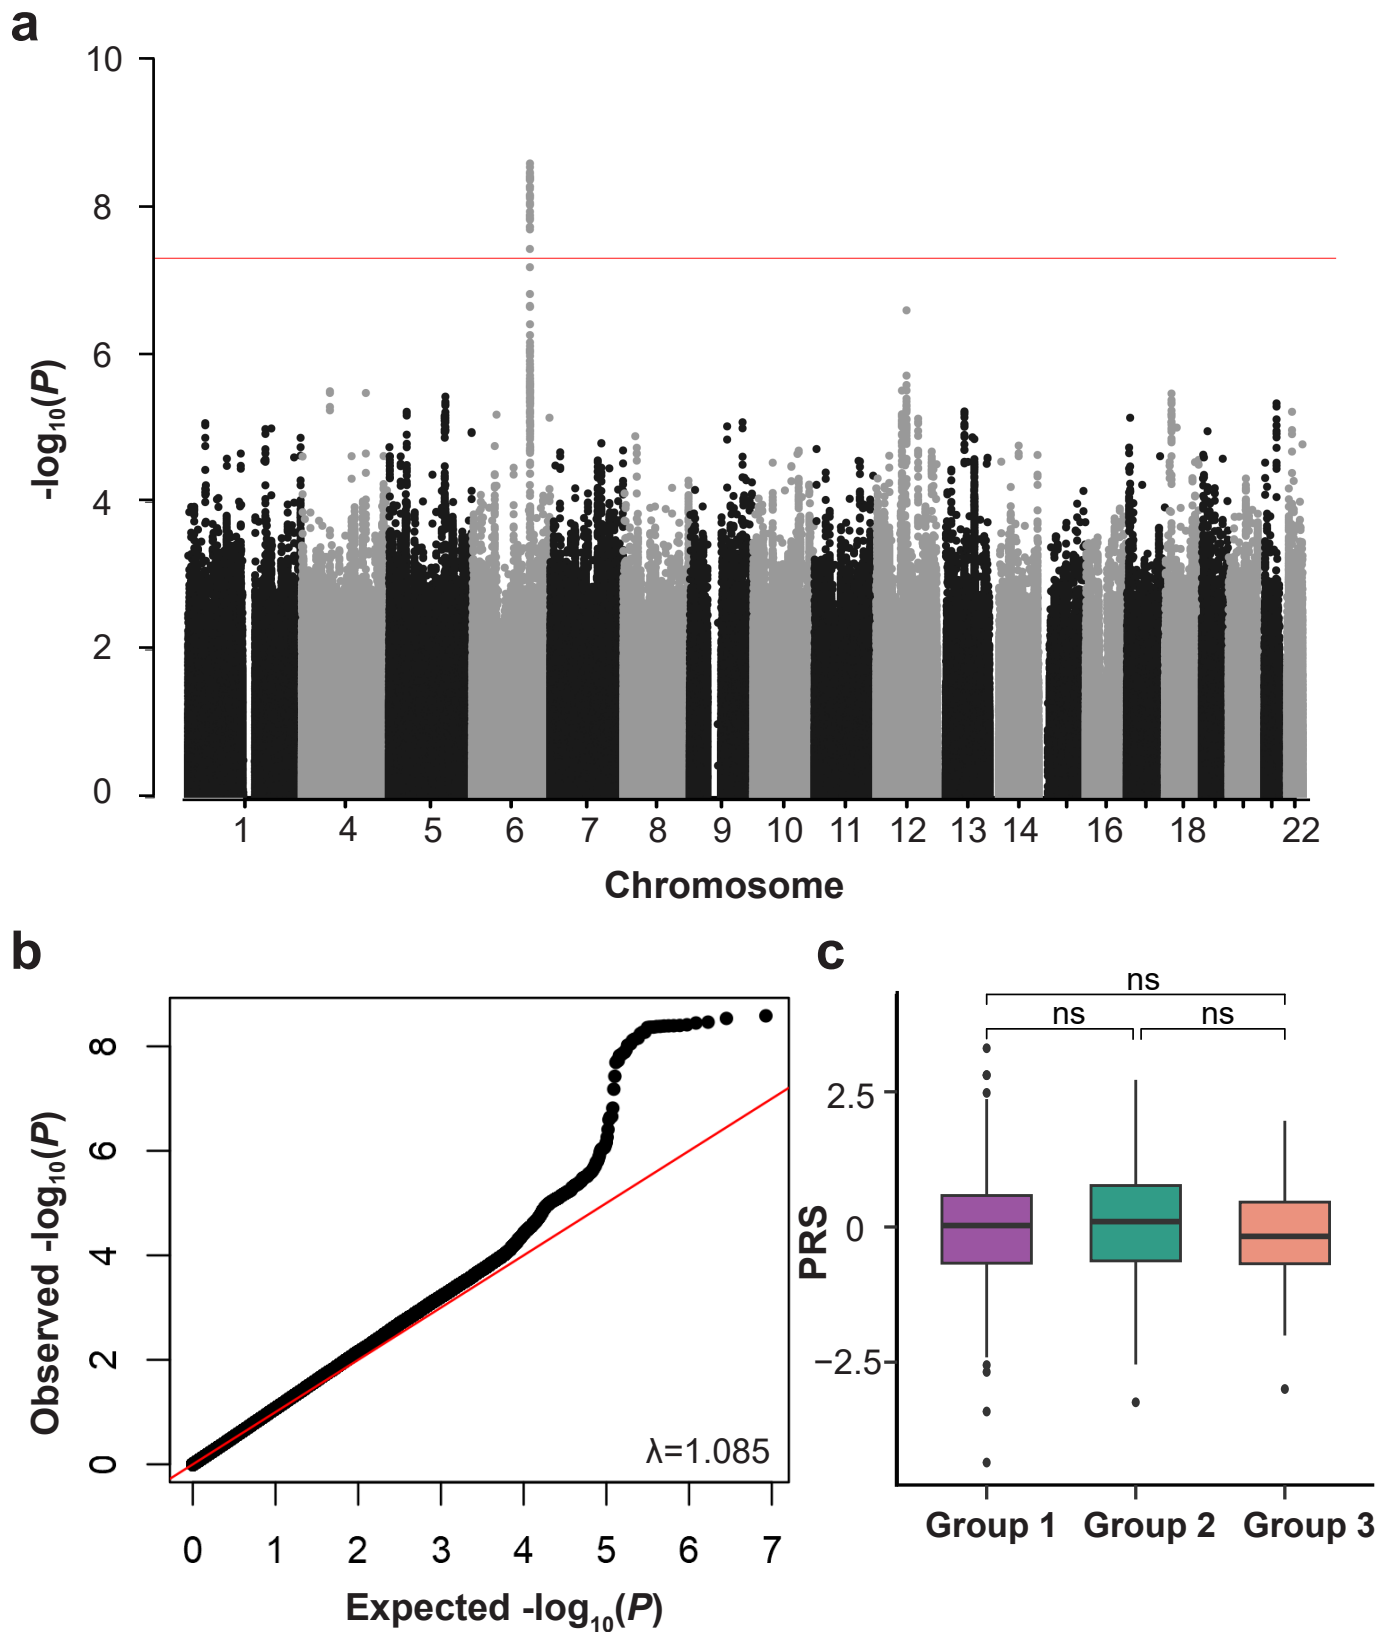 a
10
8
6
4
2
0
-log10(P)
1 4 5 6 7 8 9 10 11 12 13 14 16 18 22
Chromosome
b
8
6
4
2
0
Observed -log10(P)
λ=1.085
0 1 2 3 4 5 6 7
Expected -log10(P)
c
ns
ns ns
2.5
0
−2.5
PRS
Group 1 Group 2 Group 3